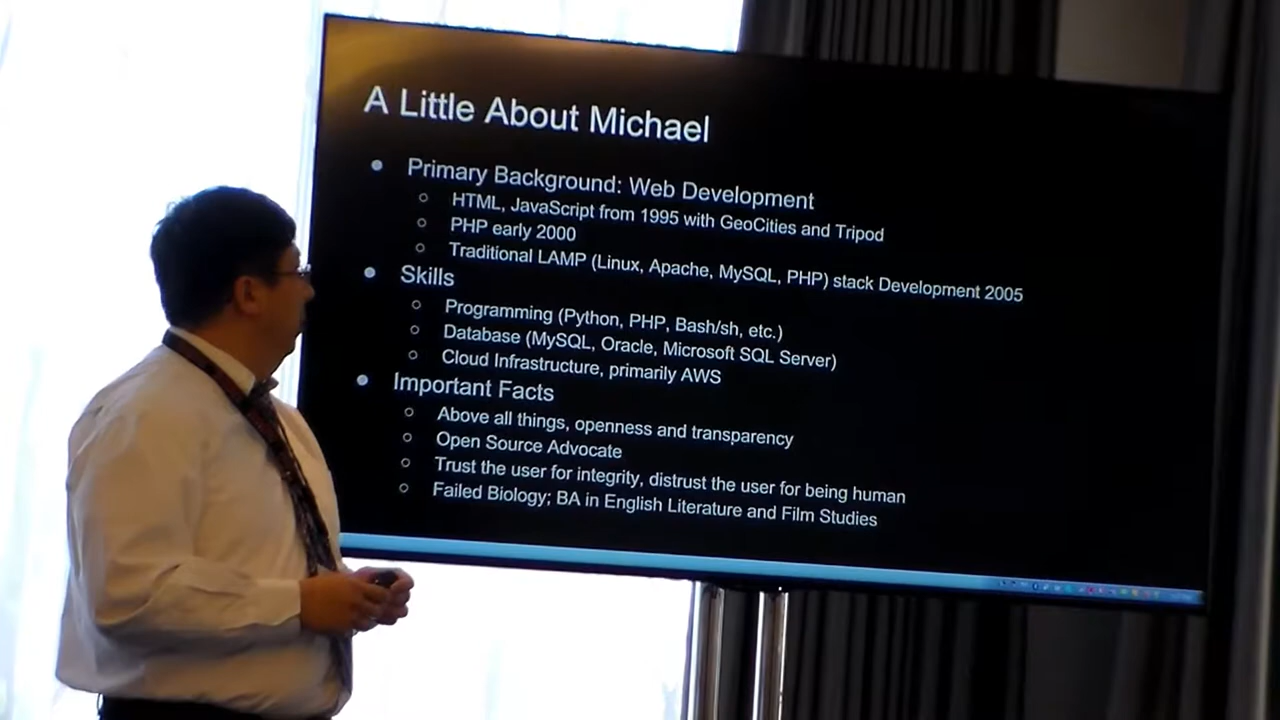 A Little About Michael
● Primary Background: Web Development
○ HTML, JavaScript from 1995 with GeoCities and Tripod
○ PHP early 2000
○ Traditional LAMP (Linux, Apache, MySQL, PHP) stack Development 2005
● Skills
○ Programming (Python, PHP, Bash/sh, etc.)
○ Database (MySQL, Oracle, Microsoft SQL Server)
○ Cloud Infrastructure, primarily AWS
● Important Facts
○ Above all things, openness and transparency
○ Open Source Advocate
○ Trust the user for integrity, distrust the user for being human
○ Failed Biology; BA in English Literature and Film Studies